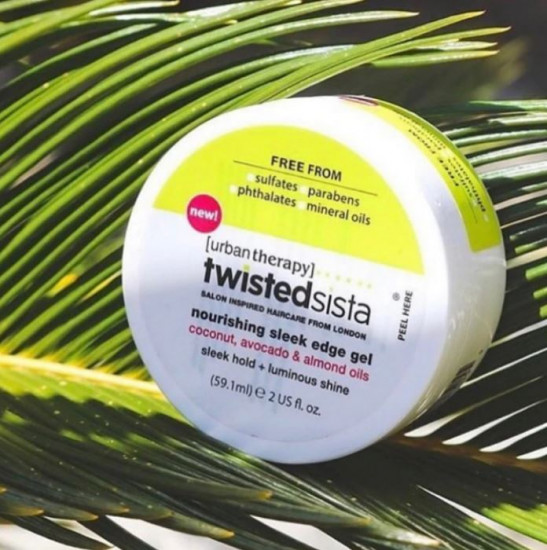 FREE FROM
sulfates parabens
phthalates mineral oils
new!
[urban therapy]
twistedsista®
SALON INSPIRED HAIRCARE FROM LONDON
nourishing sleek edge gel
coconut, avocado & almond oils
sleek hold + luminous shine
(59.1ml) ℮ 2 US fl. oz.
PEEL HERE